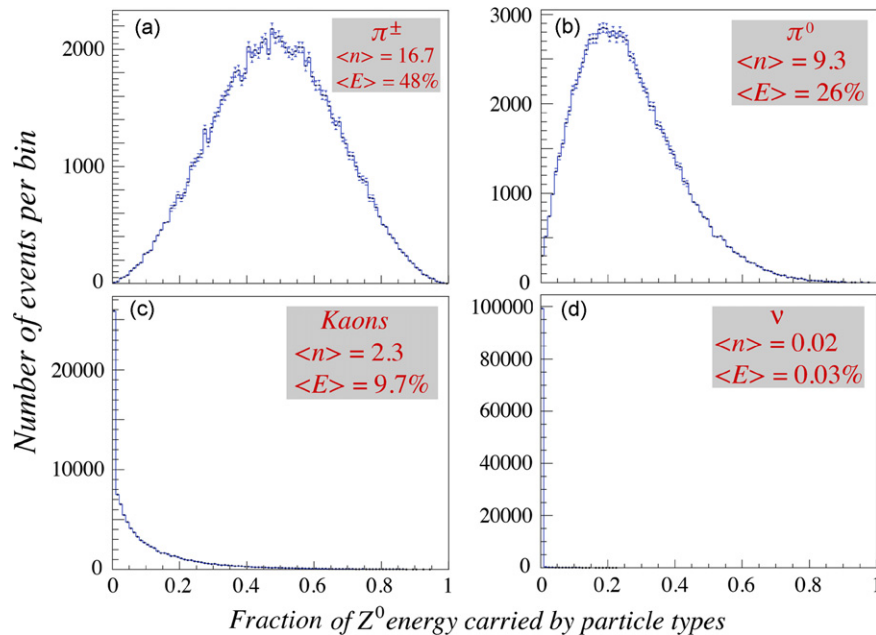 Number of events per bin
(a)
π±
<n> = 16.7
<E> = 48%
2000
1000
0
(b)
π⁰
<n> = 9.3
<E> = 26%
3000
2000
1000
0
(c)
Kaons
<n> = 2.3
<E> = 9.7%
20000
10000
0
0 0.2 0.4 0.6 0.8 1
(d)
ν
<n> = 0.02
<E> = 0.03%
100000
80000
60000
40000
20000
0
0 0.2 0.4 0.6 0.8 1
Fraction of Z⁰ energy carried by particle types